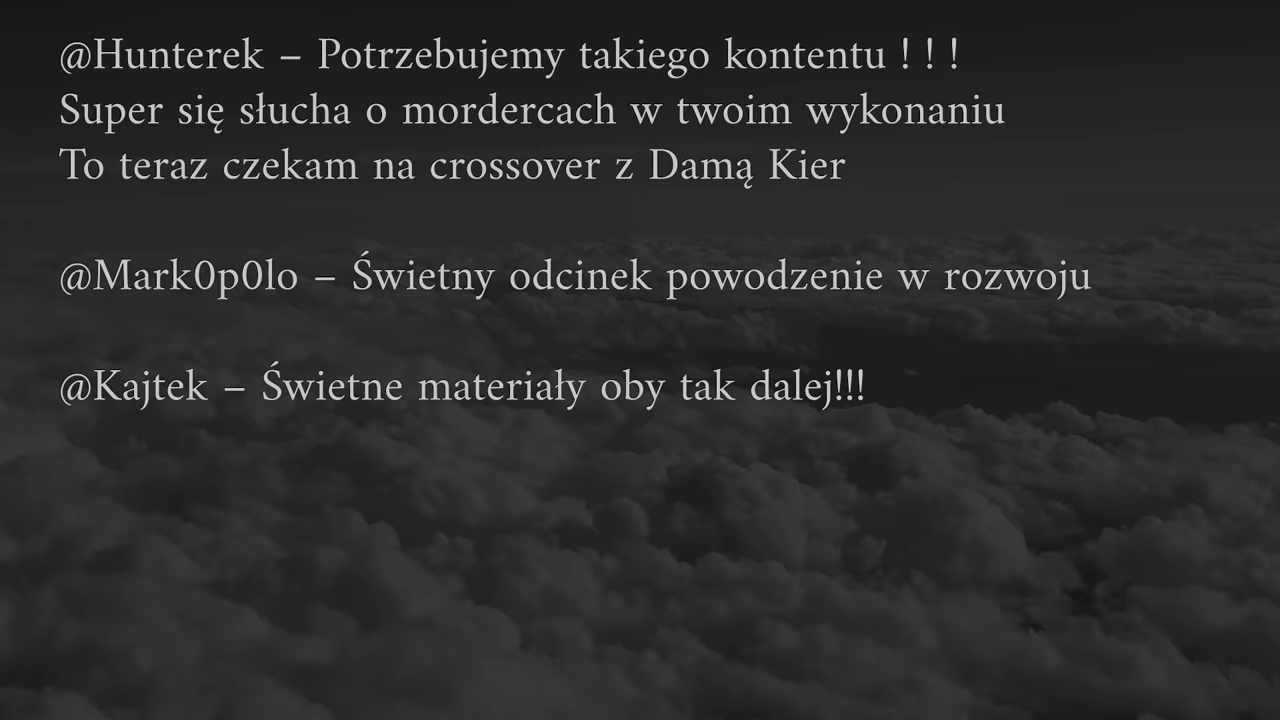 @Hunterek – Potrzebujemy takiego kontentu ! ! !
Super się słucha o mordercach w twoim wykonaniu
To teraz czekam na crossover z Damą Kier
@Mark0p0lo – Świetny odcinek powodzenie w rozwoju
@Kajtek – Świetne materiały oby tak dalej!!!